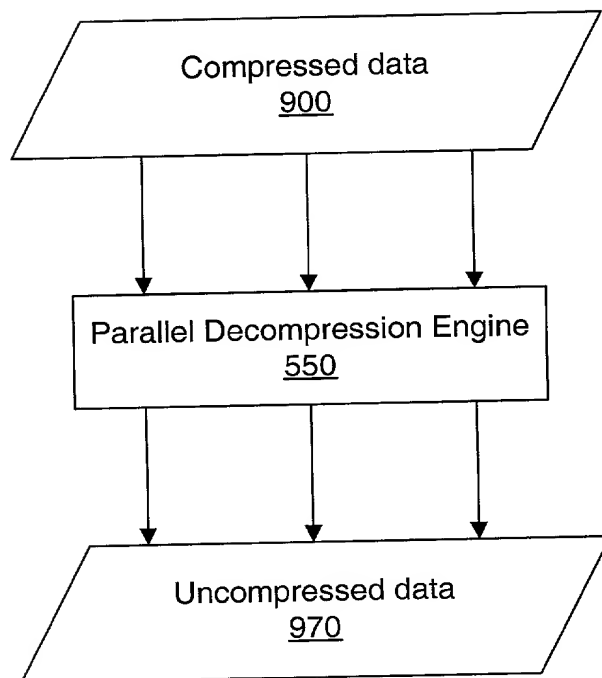 Compressed data
900
Parallel Decompression Engine
550
Uncompressed data
970